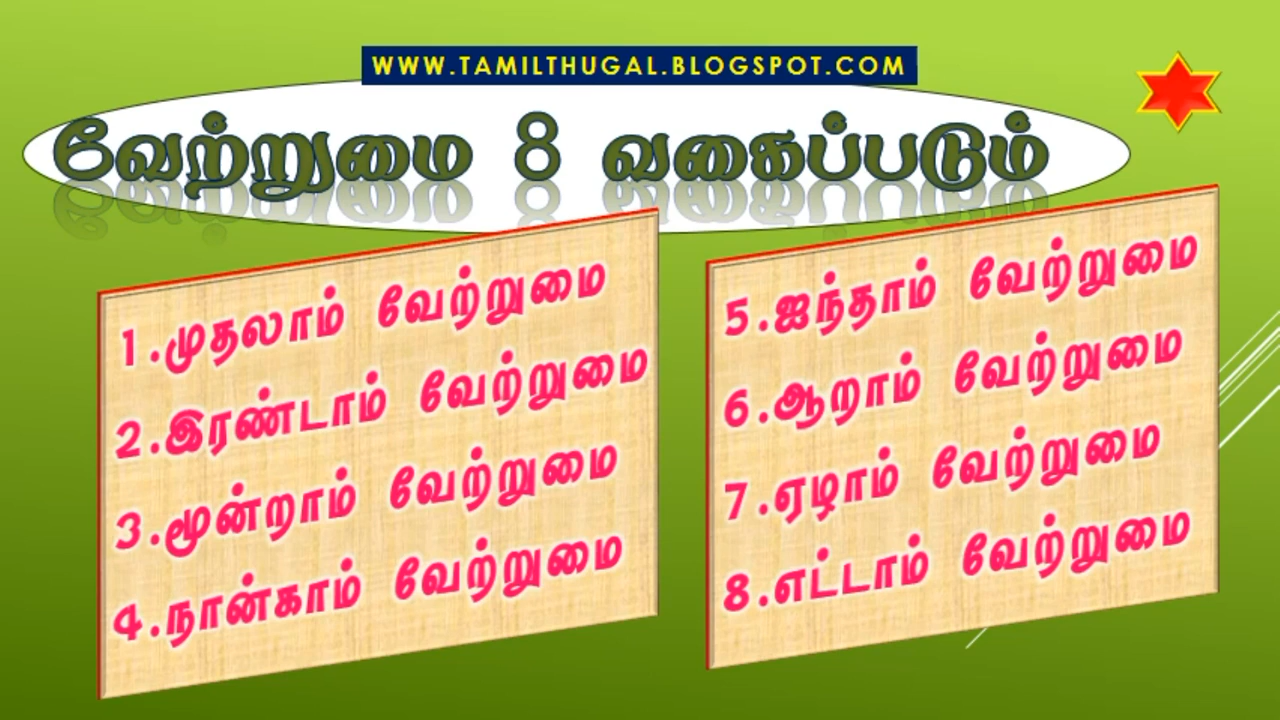 WWW.TAMILTHUGAL.BLOGSPOT.COM
வேற்றுமை 8 வகைப்படும்
1.முதலாம் வேற்றுமை
2.இரண்டாம் வேற்றுமை
3.மூன்றாம் வேற்றுமை
4.நான்காம் வேற்றுமை
5.ஐந்தாம் வேற்றுமை
6.ஆறாம் வேற்றுமை
7.ஏழாம் வேற்றுமை
8.எட்டாம் வேற்றுமை